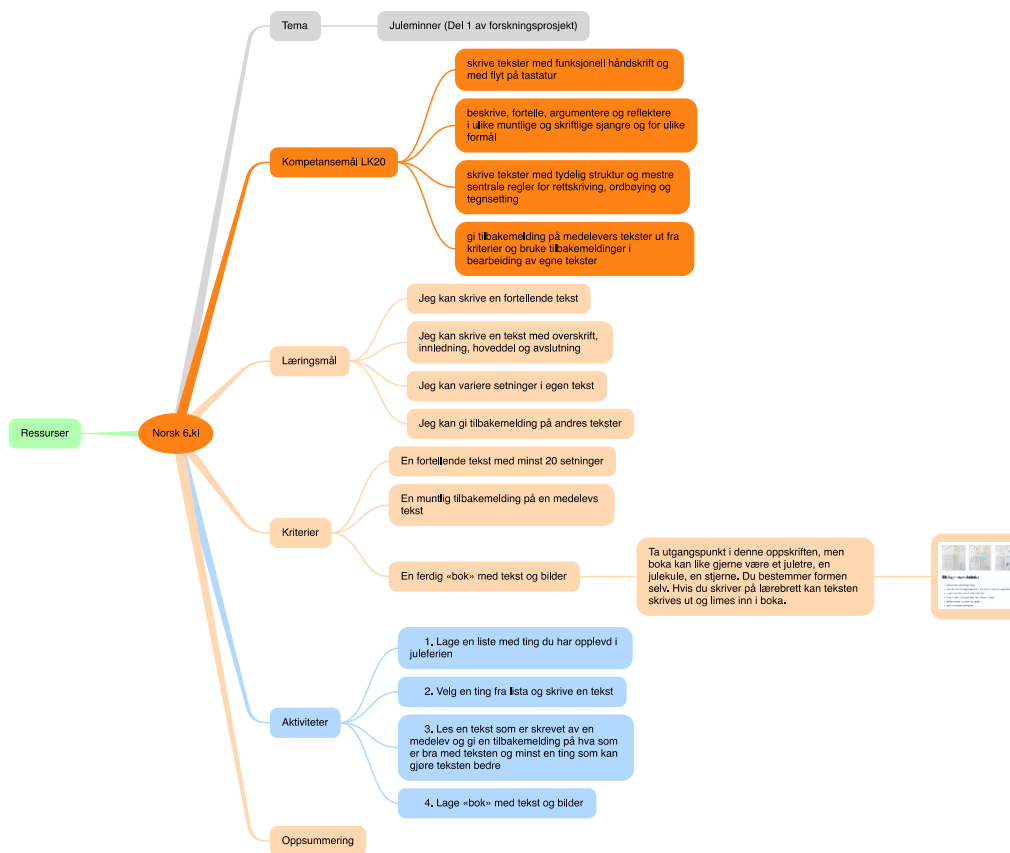 Tema
Juleminner (Del 1 av forskningsprosjekt)
Kompetansemål LK20
skrive tekster med funksjonell håndskrift og
med flyt på tastatur
beskrive, fortelle, argumentere og reflektere
i ulike muntlige og skriftlige sjangre og for ulike
formål
skrive tekster med tydelig struktur og mestre
sentrale regler for rettskriving, ordbøying og
tegnsetting
gi tilbakemelding på medelevers tekster ut fra
kriterier og bruke tilbakemeldinger i
bearbeiding av egne tekster
Læringsmål
Jeg kan skrive en fortellende tekst
Jeg kan skrive en tekst med overskrift,
innledning, hoveddel og avslutning
Jeg kan variere setninger i egen tekst
Jeg kan gi tilbakemelding på andres tekster
Ressurser
Norsk 6.kl
Kriterier
En fortellende tekst med minst 20 setninger
En muntlig tilbakemelding på en medelevs
tekst
En ferdig «bok» med tekst og bilder
Ta utgangspunkt i denne oppskriften, men
boka kan like gjerne være et juletre, en
julekule, en stjerne. Du bestemmer formen
selv. Hvis du skriver på lærebrett kan teksten
skrives ut og limes inn i boka.
Aktiviteter
1. Lage en liste med ting du har opplevd i
juleferien
2. Velg en ting fra lista og skrive en tekst
3. Les en tekst som er skrevet av en
medelev og gi en tilbakemelding på hva som
er bra med teksten og minst en ting som kan
gjøre teksten bedre
4. Lage «bok» med tekst og bilder
Oppsummering